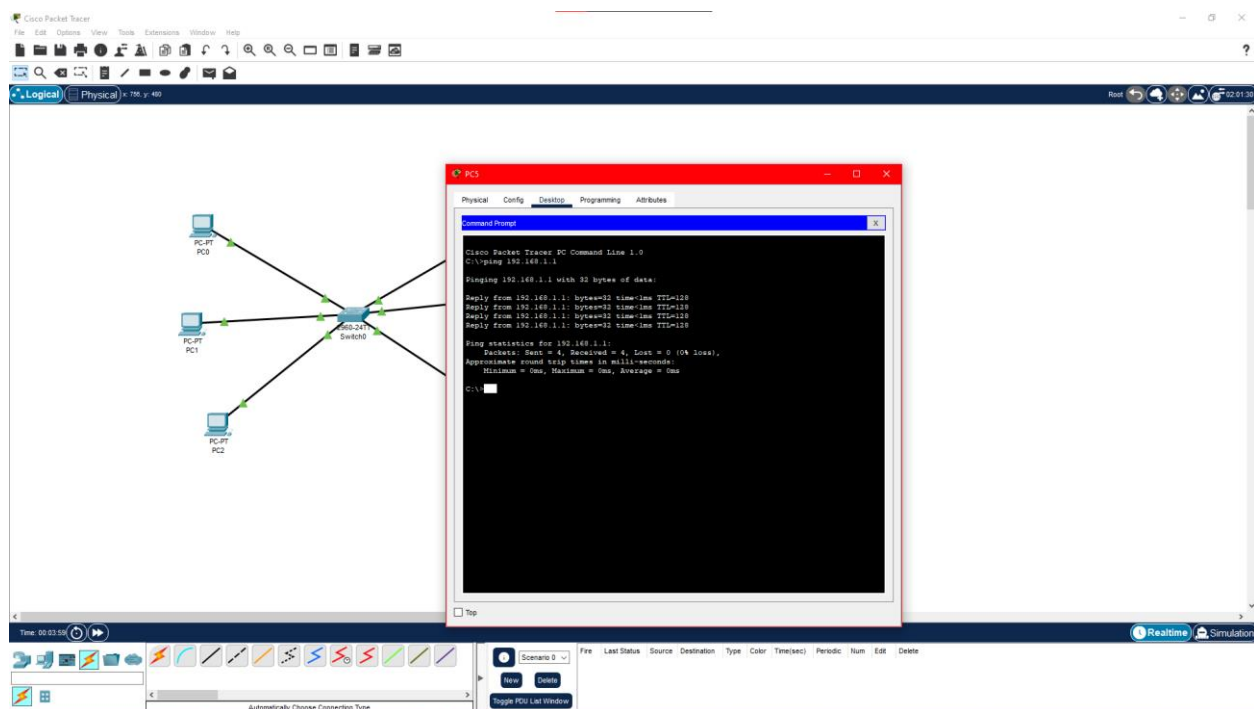 Cisco Packet Tracer
File Edit Options View Tools Extensions Window Help
?
Logical Physical x: 756, y: 480
Root 02:01:30
PC-PT
PC0
PC-PT
PC1
PC-PT
PC2
Switch0
PC5
Physical Config Desktop Programming Attributes
Command Prompt X
Cisco Packet Tracer PC Command Line 1.0
C:\>ping 192.168.1.1
Pinging 192.168.1.1 with 32 bytes of data:
Reply from 192.168.1.1: bytes=32 time<1ms TTL=128
Reply from 192.168.1.1: bytes=32 time<1ms TTL=128
Reply from 192.168.1.1: bytes=32 time<1ms TTL=128
Reply from 192.168.1.1: bytes=32 time<1ms TTL=128
Ping statistics for 192.168.1.1:
Packets: Sent = 4, Received = 4, Lost = 0 (0% loss),
Approximate round trip times in milli-seconds:
Minimum = 0ms, Maximum = 0ms, Average = 0ms
C:\>
Top
Time: 00:03:59
Realtime Simulation
Scenario 0
New Delete
Toggle PDU List Window
Fire Last Status Source Destination Type Color Time(sec) Periodic Num Edit Delete
Automatically Choose Connection Type